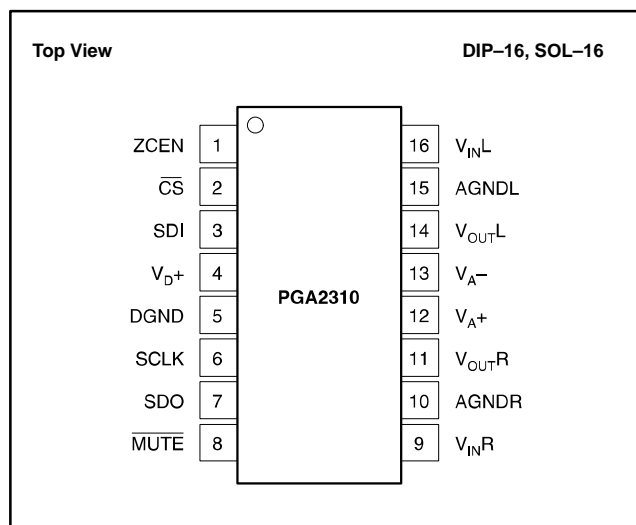 Top View DIP–16, SOL–16
ZCEN 1 16 VINL
CS 2 15 AGNDL
SDI 3 14 VOUTL
VD+ 4 13 VA–
PGA2310
DGND 5 12 VA+
SCLK 6 11 VOUTR
SDO 7 10 AGNDR
MUTE 8 9 VINR